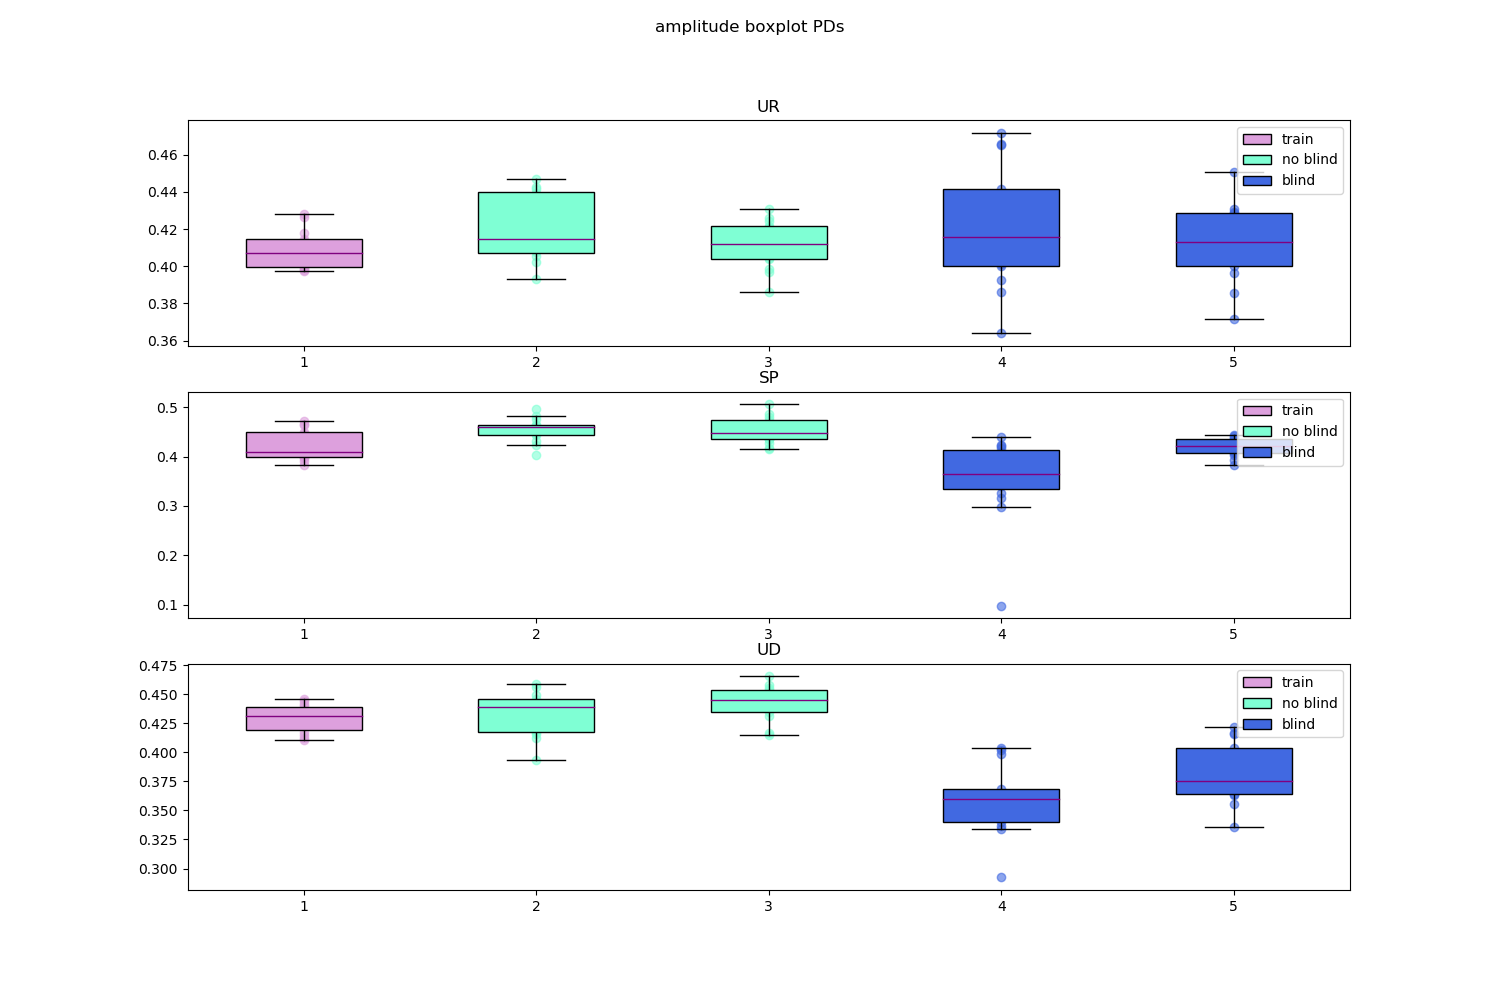 amplitude boxplot PDs
UR
0.46
0.44
0.42
0.40
0.38
0.36
train
no blind
blind
1 2 3 4 5
SP
0.5
0.4
0.3
0.2
0.1
train
no blind
blind
1 2 3 4 5
UD
0.475
0.450
0.425
0.400
0.375
0.350
0.325
0.300
train
no blind
blind
1 2 3 4 5